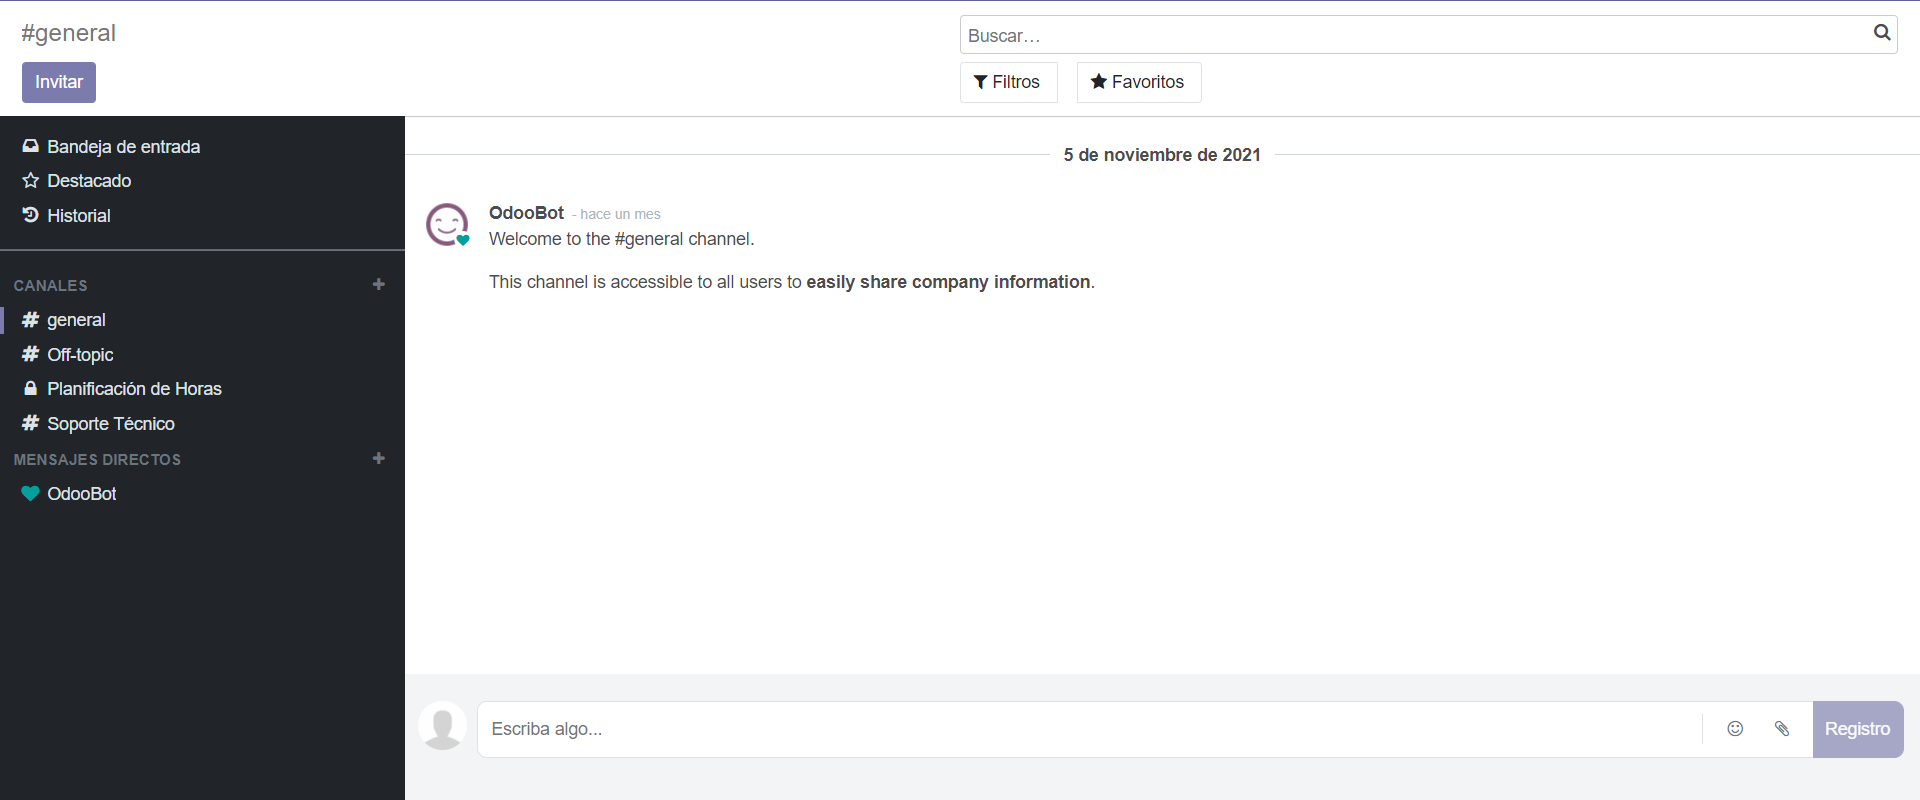 #general
Buscar…
Invitar
Filtros
Favoritos
Bandeja de entrada
Destacado
Historial
CANALES
general
Off-topic
Planificación de Horas
Soporte Técnico
MENSAJES DIRECTOS
OdooBot
5 de noviembre de 2021
OdooBot - hace un mes
Welcome to the #general channel.
This channel is accessible to all users to easily share company information.
Escriba algo...
Registro